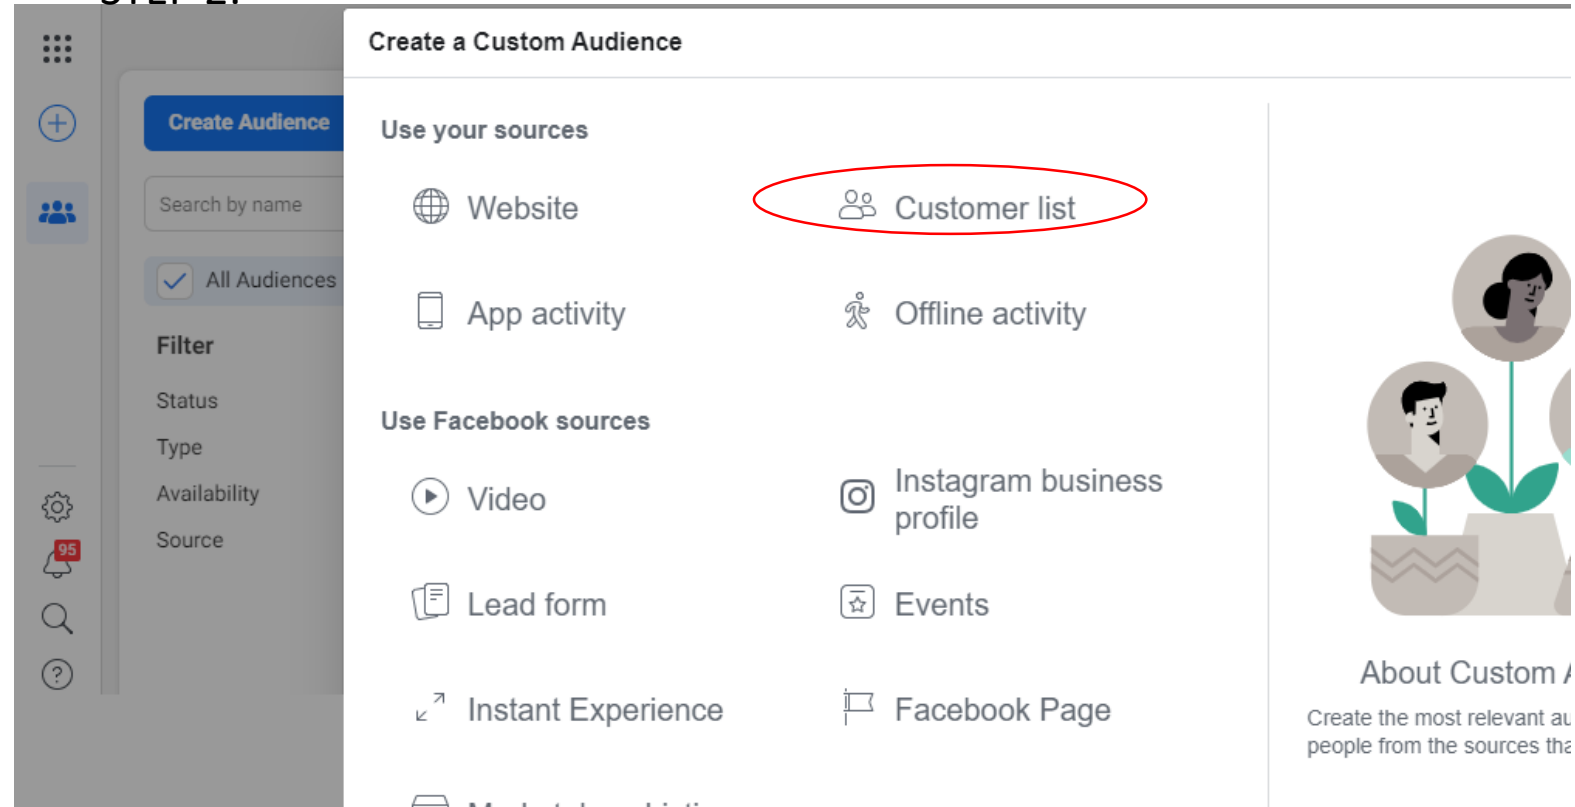 STEP 2:
Create a Custom Audience
Create Audience
Search by name
All Audiences
Filter
Status
Type
Availability
Source
95
Use your sources
Website
Customer list
App activity
Offline activity
Use Facebook sources
Video
Instagram business
profile
Lead form
Events
Instant Experience
Facebook Page
About Custom
Create the most relevant
people from the sources